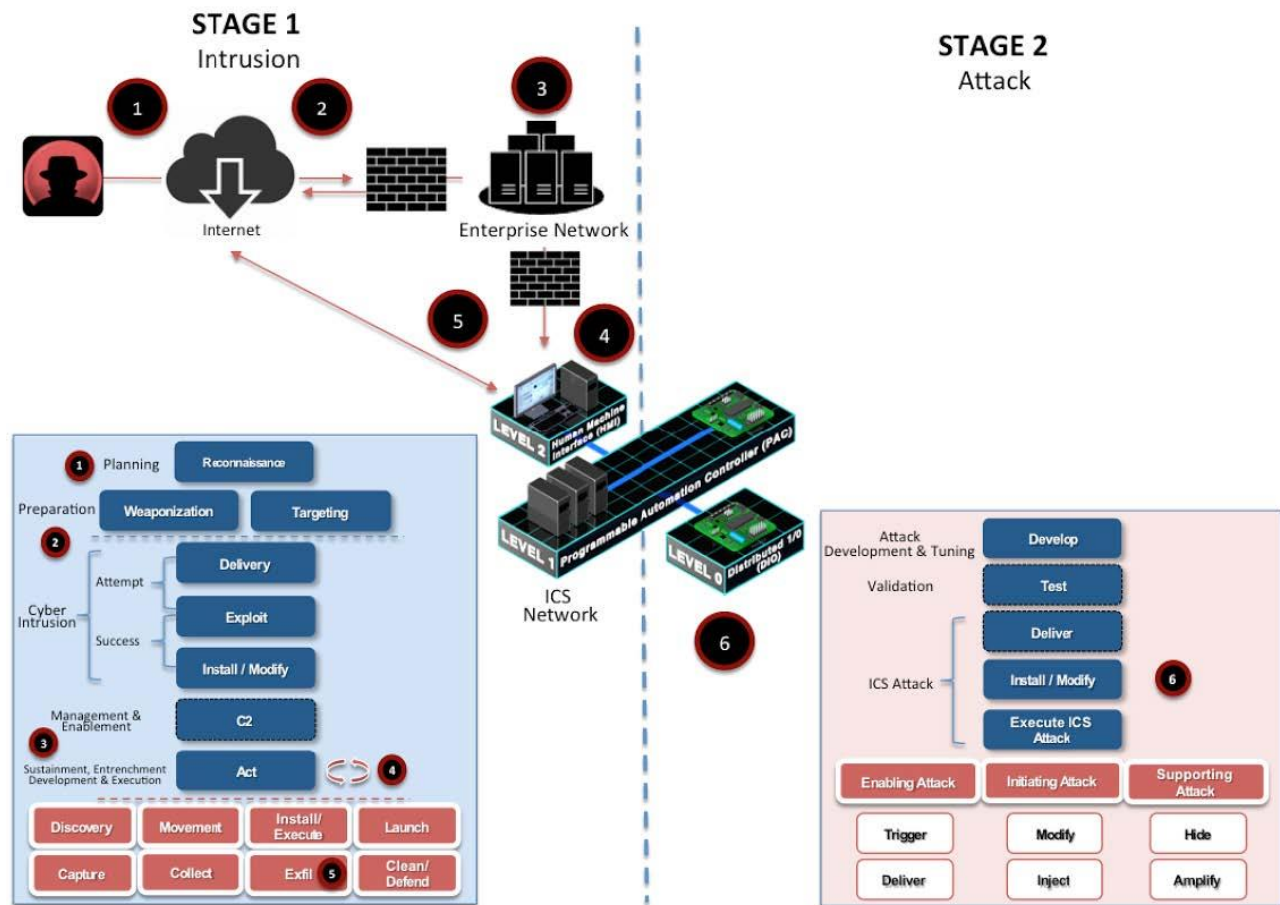 STAGE 1
Intrusion
STAGE 2
Attack
1
2
3
Internet
Enterprise Network
5
4
LEVEL 2
Human Machine
Interface (HMI)
LEVEL 1
Programmable Automation Controller (PAC)
LEVEL 0
Distributed 1/0
(DIO)
ICS
Network
6
1
Planning
Reconnaissance
Preparation
Weaponization
Targeting
2
Delivery
Attempt
Cyber
Intrusion
Exploit
Success
Install / Modify
Management &
Enablement
C2
3
Sustainment, Entrenchment
Development & Execution
Act
4
Discovery
Movement
Install/
Execute
Launch
Capture
Collect
Exfil
5
Clean/
Defend
Attack
Development & Tuning
Develop
Validation
Test
Deliver
ICS Attack
Install / Modify
6
Execute ICS
Attack
Enabling Attack
Initiating Attack
Supporting
Attack
Trigger
Modify
Hide
Deliver
Inject
Amplify